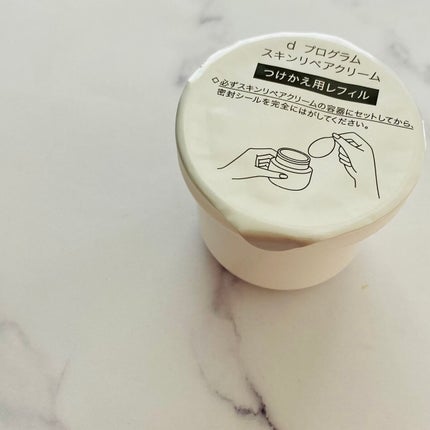 d プログラム
スキンリペアクリーム
つけかえ用レフィル
◇必ずスキンリペアクリームの容器にセットしてから、
密封シールを完全にはがしてください。